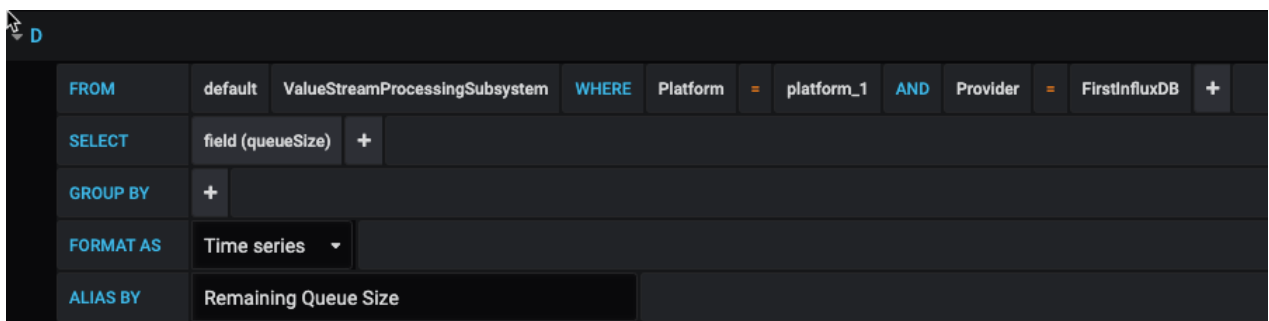 D
FROM default ValueStreamProcessingSubsystem WHERE Platform = platform_1 AND Provider = FirstInfluxDB +
SELECT field (queueSize) +
GROUP BY +
FORMAT AS Time series
ALIAS BY Remaining Queue Size